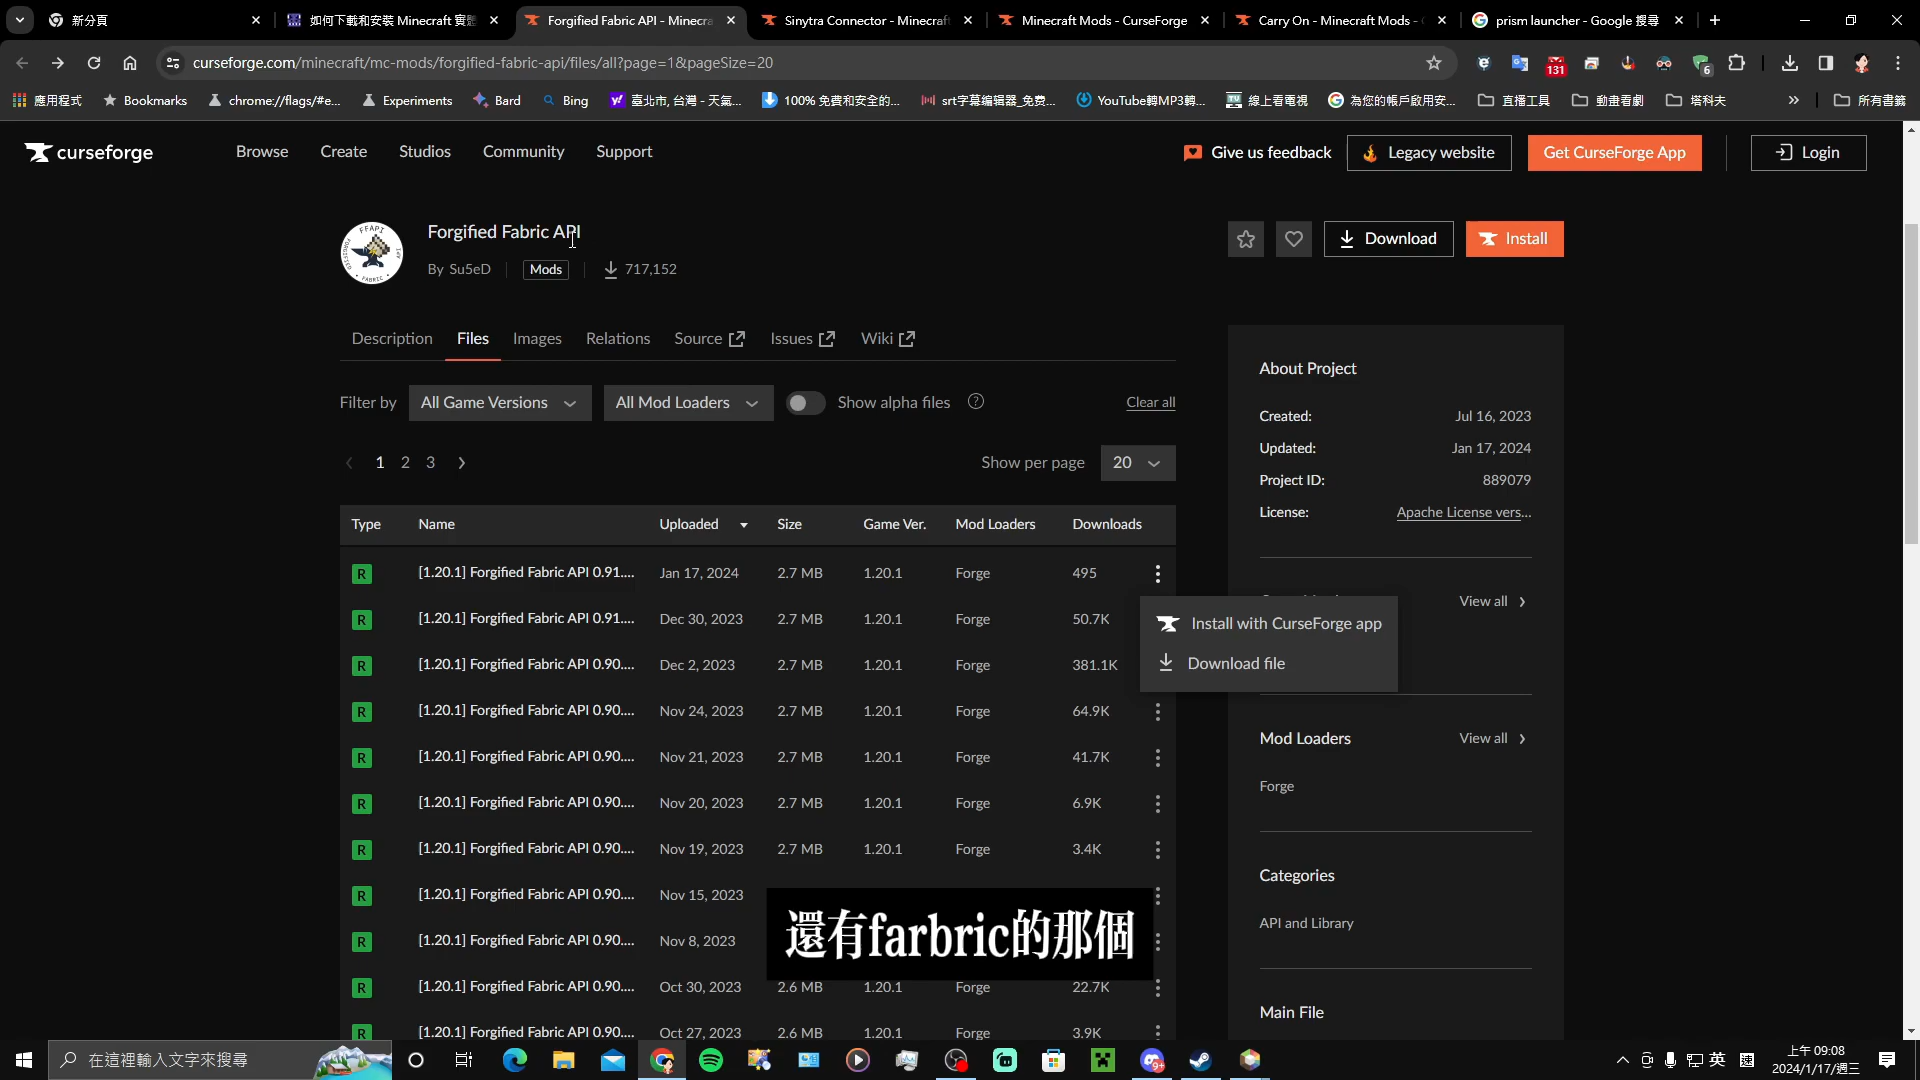 新分頁
如何下載和安裝 Minecraft 實
Forgified Fabric API - Minecra
Sinytra Connector - Minecraft
Minecraft Mods - CurseForge
Carry On - Minecraft Mods -
prism launcher - Google 搜尋
curseforge.com/minecraft/mc-mods/forgified-fabric-api/files/all?page=1&pageSize=20
131
6
應用程式
Bookmarks
chrome://flags/#e...
Experiments
Bard
Bing
臺北市, 台灣 - 天氣...
100% 免費和安全的...
srt字幕编辑器_免费...
YouTube轉MP3轉...
線上看電視
為您的帳戶啟用安...
直播工具
動畫看劇
塔科夫
»
所有書籤
curseforge
Browse
Create
Studios
Community
Support
Give us feedback
Legacy website
Get CurseForge App
Login
FFAPI
Forgified Fabric API
By Su5eD
Mods
717,152
Download
Install
Description
Files
Images
Relations
Source
Issues
Wiki
Filter by
All Game Versions
All Mod Loaders
Show alpha files
?
Clear all
1 2 3
Show per page
20
Type Name Uploaded Size Game Ver. Mod Loaders Downloads
R [1.20.1] Forgified Fabric API 0.91.... Jan 17, 2024 2.7 MB 1.20.1 Forge 495
R [1.20.1] Forgified Fabric API 0.91.... Dec 30, 2023 2.7 MB 1.20.1 Forge 50.7K
R [1.20.1] Forgified Fabric API 0.90.... Dec 2, 2023 2.7 MB 1.20.1 Forge 381.1K
R [1.20.1] Forgified Fabric API 0.90.... Nov 24, 2023 2.7 MB 1.20.1 Forge 64.9K
R [1.20.1] Forgified Fabric API 0.90.... Nov 21, 2023 2.7 MB 1.20.1 Forge 41.7K
R [1.20.1] Forgified Fabric API 0.90.... Nov 20, 2023 2.7 MB 1.20.1 Forge 6.9K
R [1.20.1] Forgified Fabric API 0.90.... Nov 19, 2023 2.7 MB 1.20.1 Forge 3.4K
R [1.20.1] Forgified Fabric API 0.90.... Nov 15, 2023
R [1.20.1] Forgified Fabric API 0.90.... Nov 8, 2023
R [1.20.1] Forgified Fabric API 0.90.... Oct 30, 2023 2.6 MB 1.20.1 Forge 22.7K
R [1.20.1] Forgified Fabric API 0.90.... Oct 27, 2023 2.6 MB 1.20.1 Forge 3.9K
Install with CurseForge app
Download file
About Project
Created: Jul 16, 2023
Updated: Jan 17, 2024
Project ID: 889079
License: Apache License vers...
View all
Mod Loaders
View all
Forge
Categories
API and Library
Main File
還有farbric的那個
在這裡輸入文字來搜尋
9+
英
上午 09:08
2024/1/17/週三